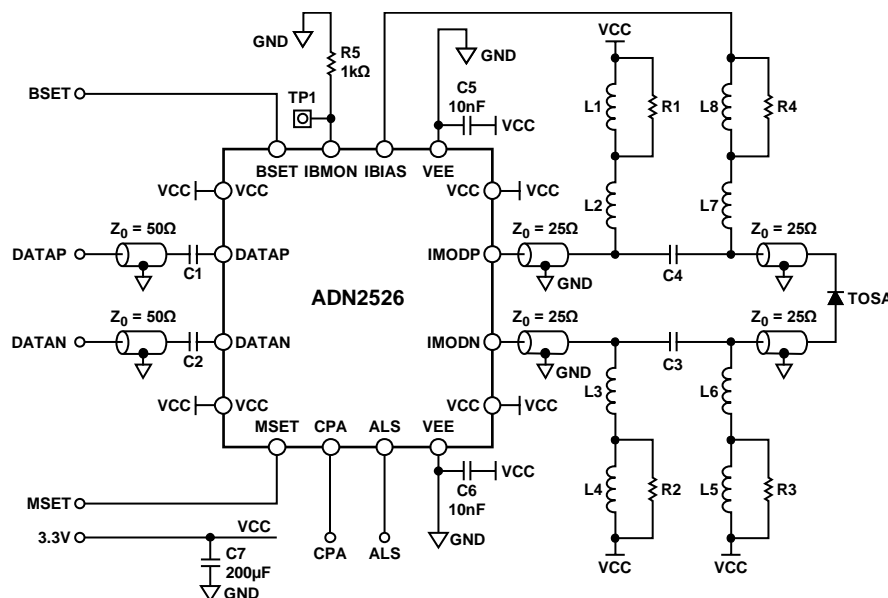 GND
R5
1kΩ
GND
VCC
BSET
TP1
C5
10nF
VCC
L1
R1
L8
R4
BSET
IBMON
IBIAS
VEE
VCC
VCC
VCC
VCC
L2
L7
Z0 = 50Ω
Z0 = 25Ω
Z0 = 25Ω
DATAP
C1
DATAP
IMODP
GND
C4
ADN2526
TOSA
Z0 = 50Ω
Z0 = 25Ω
Z0 = 25Ω
DATAN
C2
DATAN
IMODN
GND
C3
L3
L6
VCC
VCC
VCC
VCC
MSET
CPA
ALS
VEE
VCC
C6
10nF
L4
R2
L5
R3
MSET
3.3V
VCC
GND
C7
200µF
GND
CPA
ALS
VCC
VCC